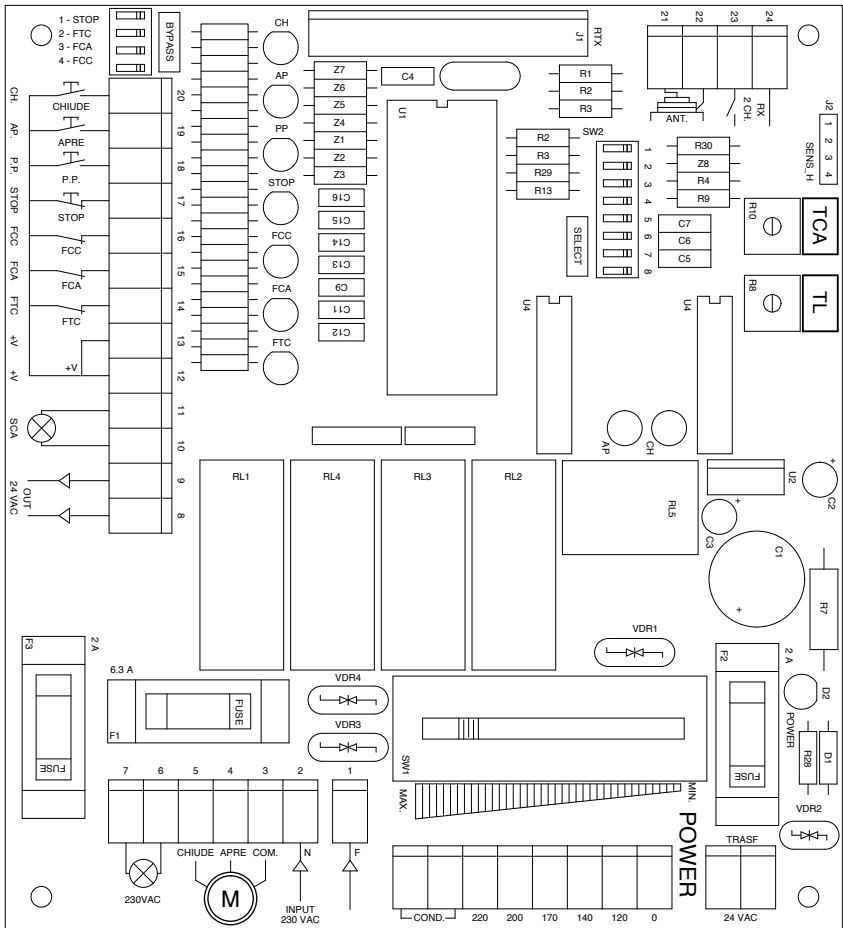 1 - STOP
2 - FTC
3 - FCA
4 - FCC
BYPASS
CH
AP
PP
STOP
FCC
FCA
FTC
J1
RTX
21
22
23
24
ANT.
2 CH.
RX
J2
1
2
3
4
SENS_H
CH.
AP.
P.P.
STOP
FCC
FCA
FTC
+V
+V
SCA
OUT
24 VAC
CHIUDE
APRE
P.P.
STOP
FCC
FCA
FTC
+V
20
19
18
17
16
15
14
13
12
11
10
9
8
Z7
Z6
Z5
Z4
Z1
Z2
Z3
C16
C15
C14
C13
C9
C11
C12
C4
U1
R1
R2
R3
R2
R3
R29
R13
SW2
1
2
3
4
5
6
7
8
SELECT
R30
Z8
R4
R9
C7
C6
C5
R10
TCA
R8
TL
U4
U4
AP
CH
RL1
RL4
RL3
RL2
RL5
U2
C2
C3
C1
R7
F3
2 A
FUSE
6.3 A
F1
FUSE
VDR4
VDR3
VDR1
SW1
MAX.
MIN.
POWER
F2
2 A
FUSE
D2
POWER
R28
D1
VDR2
7
6
5
4
3
2
1
230VAC
CHIUDE APRE COM.
M
N
INPUT
230 VAC
F
COND.
220
200
170
140
120
0
TRASF
24 VAC